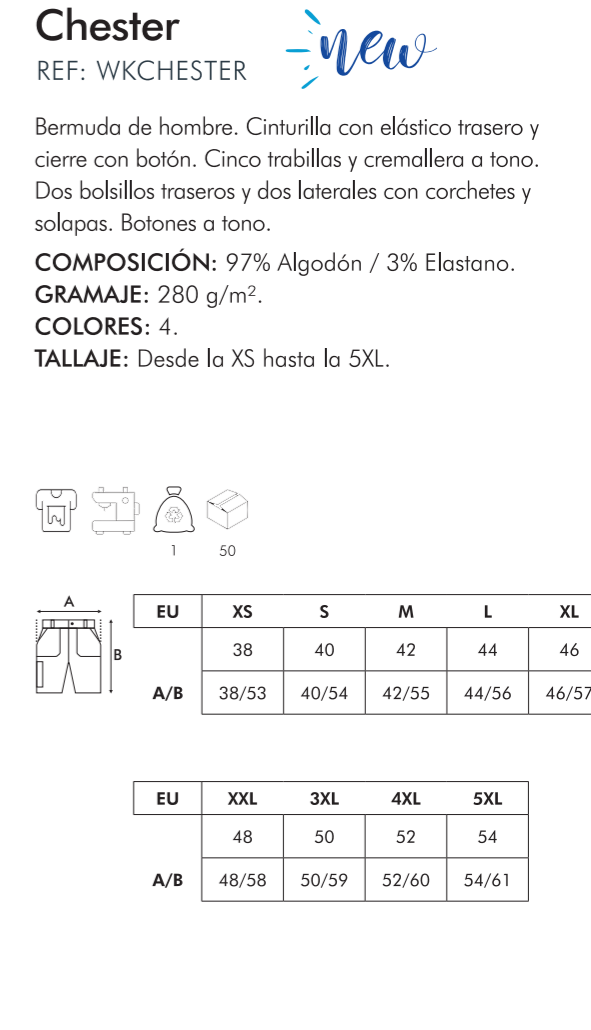 Chester
new
REF: WKCHESTER
Bermuda de hombre. Cinturilla con elástico trasero y
cierre con botón. Cinco trabillas y cremallera a tono.
Dos bolsillos traseros y dos laterales con corchetes y
solapas. Botones a tono.
COMPOSICIÓN: 97% Algodón / 3% Elastano.
GRAMAJE: 280 g/m².
COLORES: 4.
TALLAJE: Desde la XS hasta la 5XL.
1 50
A
B
EU XS S M L XL
38 40 42 44 46
A/B 38/53 40/54 42/55 44/56 46/57
EU XXL 3XL 4XL 5XL
48 50 52 54
A/B 48/58 50/59 52/60 54/61